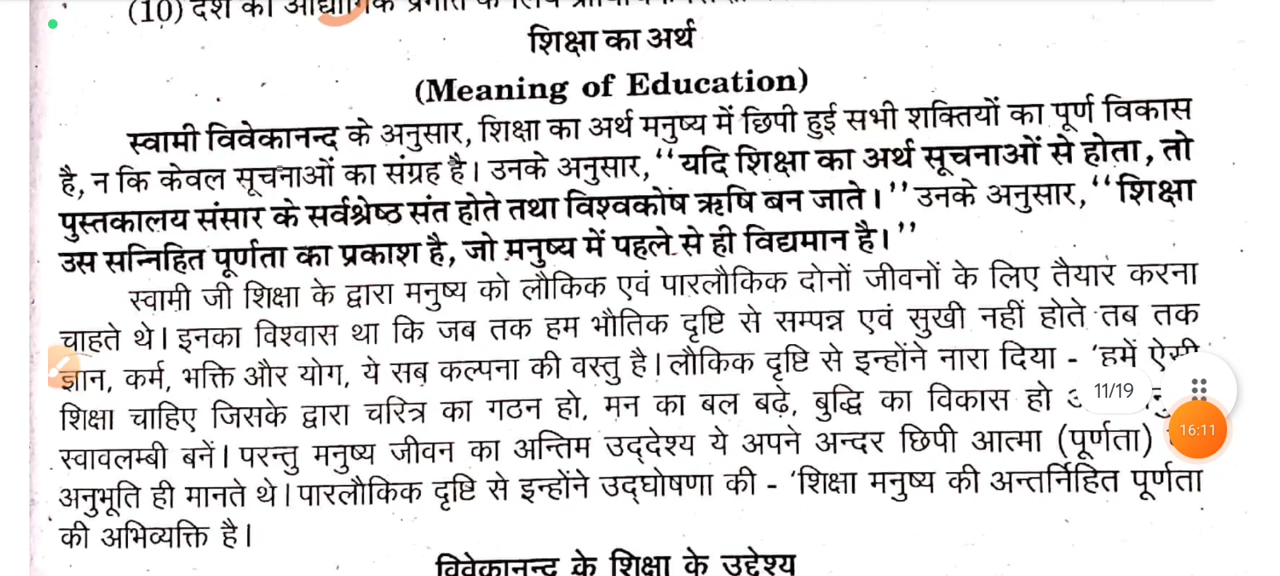 (10) देश की औद्योगिक प्रगति के लिए
शिक्षा का अर्थ
(Meaning of Education)
स्वामी विवेकानन्द के अनुसार, शिक्षा का अर्थ मनुष्य में छिपी हुई सभी शक्तियों का पूर्ण विकास
है, न कि केवल सूचनाओं का संग्रह है। उनके अनुसार, ‘‘यदि शिक्षा का अर्थ सूचनाओं से होता, तो
पुस्तकालय संसार के सर्वश्रेष्ठ संत होते तथा विश्वकोष ऋषि बन जाते।’’ उनके अनुसार, ‘‘शिक्षा
उस सन्निहित पूर्णता का प्रकाश है, जो मनुष्य में पहले से ही विद्यमान है।’’
स्वामी जी शिक्षा के द्वारा मनुष्य को लौकिक एवं पारलौकिक दोनों जीवनों के लिए तैयार करना
चाहते थे। इनका विश्वास था कि जब तक हम भौतिक दृष्टि से सम्पन्न एवं सुखी नहीं होते तब तक
ज्ञान, कर्म, भक्ति और योग, ये सब कल्पना की वस्तु है। लौकिक दृष्टि से इन्होंने नारा दिया - ‘हमें ऐसी
शिक्षा चाहिए जिसके द्वारा चरित्र का गठन हो, मन का बल बढ़े, बुद्धि का विकास हो
11/19
16:11
स्वावलम्बी बनें। परन्तु मनुष्य जीवन का अन्तिम उद्देश्य ये अपने अन्दर छिपी आत्मा (पूर्णता)
अनुभूति ही मानते थे। पारलौकिक दृष्टि से इन्होंने उद्घोषणा की - ‘शिक्षा मनुष्य की अन्तर्निहित पूर्णता
की अभिव्यक्ति है।
विवेकानन्द के शिक्षा के उद्देश्य